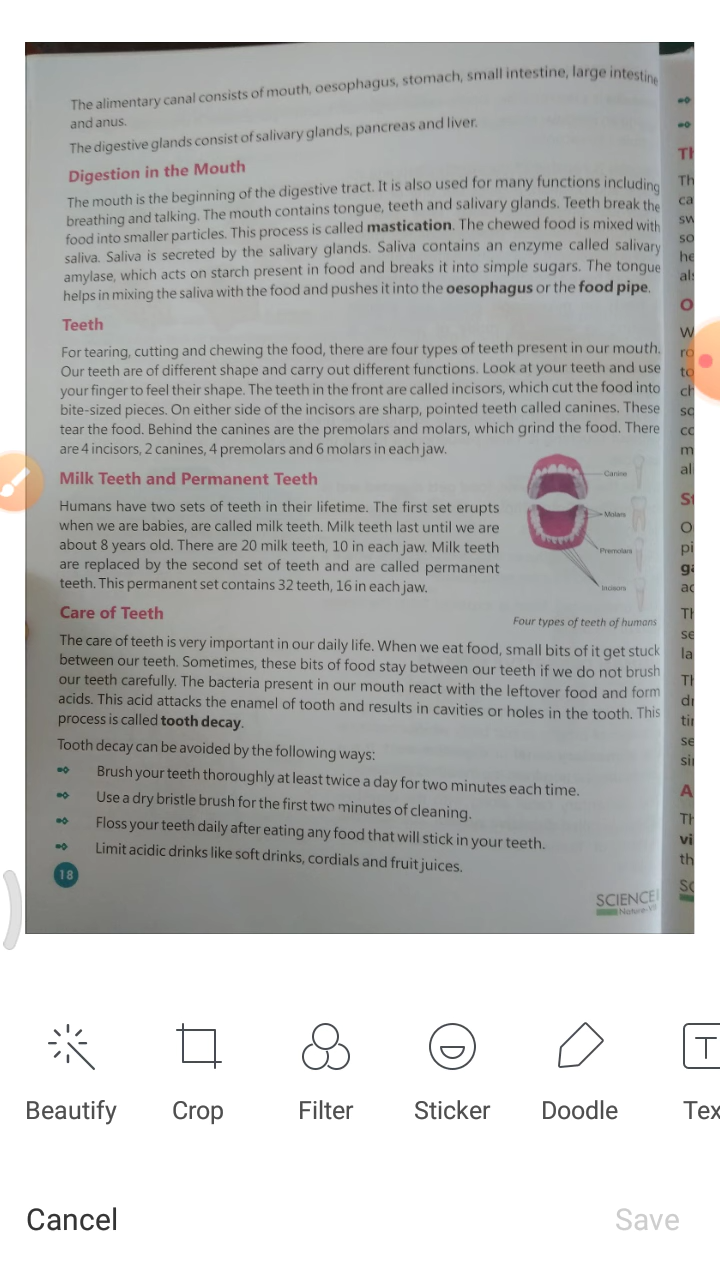 The alimentary canal consists of mouth, oesophagus, stomach, small intestine, large intestine
and anus.
The digestive glands consist of salivary glands, pancreas and liver.
Digestion in the Mouth
The mouth is the beginning of the digestive tract. It is also used for many functions including
breathing and talking. The mouth contains tongue, teeth and salivary glands. Teeth break the
food into smaller particles. This process is called mastication. The chewed food is mixed with
saliva. Saliva is secreted by the salivary glands. Saliva contains an enzyme called salivary
amylase, which acts on starch present in food and breaks it into simple sugars. The tongue
helps in mixing the saliva with the food and pushes it into the oesophagus or the food pipe.
Teeth
For tearing, cutting and chewing the food, there are four types of teeth present in our mouth.
Our teeth are of different shape and carry out different functions. Look at your teeth and use
your finger to feel their shape. The teeth in the front are called incisors, which cut the food into
bite-sized pieces. On either side of the incisors are sharp, pointed teeth called canines. These
tear the food. Behind the canines are the premolars and molars, which grind the food. There
are 4 incisors, 2 canines, 4 premolars and 6 molars in each jaw.
Milk Teeth and Permanent Teeth
Humans have two sets of teeth in their lifetime. The first set erupts
when we are babies, are called milk teeth. Milk teeth last until we are
about 8 years old. There are 20 milk teeth, 10 in each jaw. Milk teeth
are replaced by the second set of teeth and are called permanent
teeth. This permanent set contains 32 teeth, 16 in each jaw.
Canine
Molars
Premolars
Incisors
Four types of teeth of humans
Care of Teeth
The care of teeth is very important in our daily life. When we eat food, small bits of it get stuck
between our teeth. Sometimes, these bits of food stay between our teeth if we do not brush
our teeth carefully. The bacteria present in our mouth react with the leftover food and form
acids. This acid attacks the enamel of tooth and results in cavities or holes in the tooth. This
process is called tooth decay.
Tooth decay can be avoided by the following ways:
Brush your teeth thoroughly at least twice a day for two minutes each time.
Use a dry bristle brush for the first two minutes of cleaning.
Floss your teeth daily after eating any food that will stick in your teeth.
Limit acidic drinks like soft drinks, cordials and fruit juices.
18
SCIENCE
Beautify
Crop
Filter
Sticker
Doodle
Cancel
Save